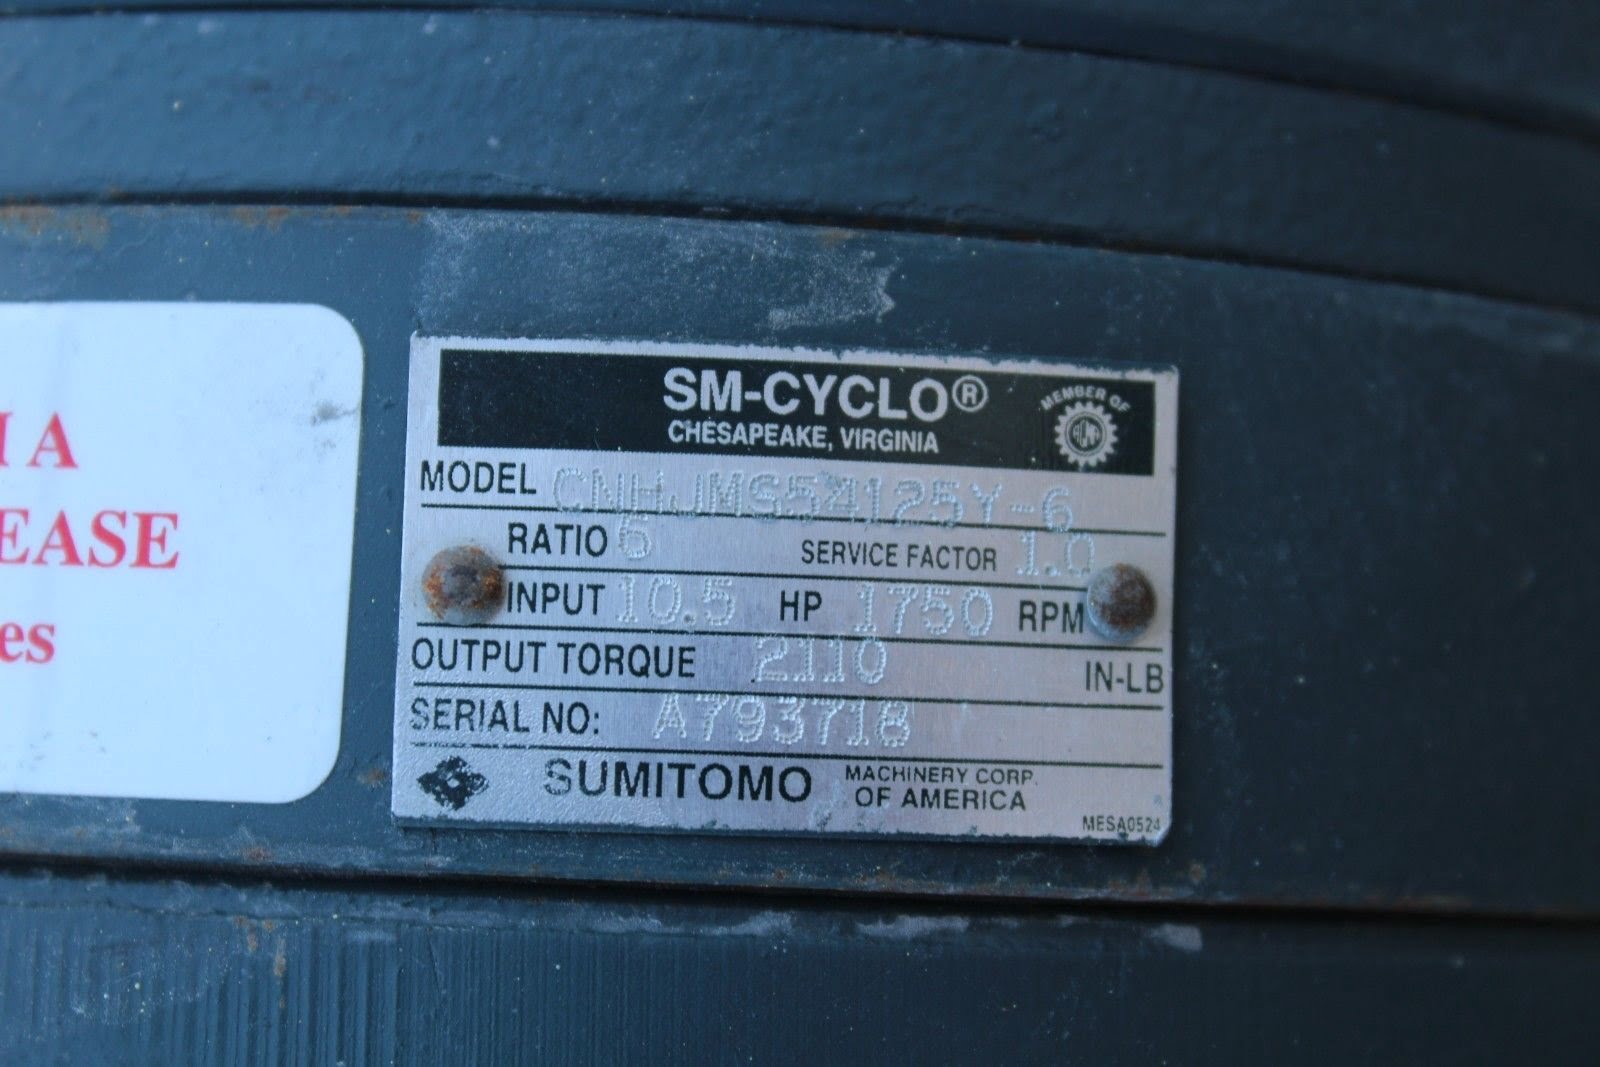 I A
EASE
es
SM-CYCLO®
CHESAPEAKE, VIRGINIA
MEMBER OF
MODEL CNHJMS54125Y-6
RATIO 6 SERVICE FACTOR 1.0
INPUT 10.5 HP 1750 RPM
OUTPUT TORQUE 2110 IN-LB
SERIAL NO: A793718
SUMITOMO MACHINERY CORP.
OF AMERICA
MESA0524